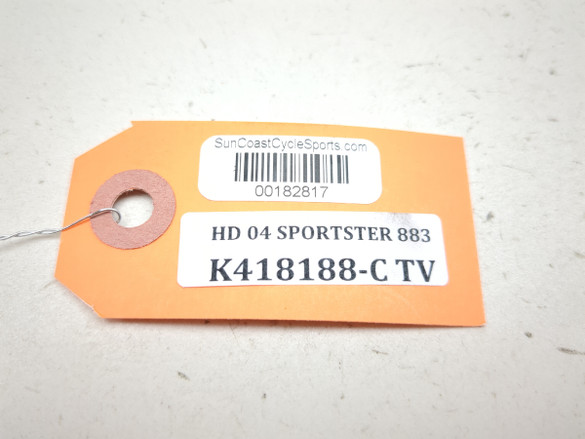 SunCoastCycleSports.com
00182817
HD 04 SPORTSTER 883
K418188-C TV